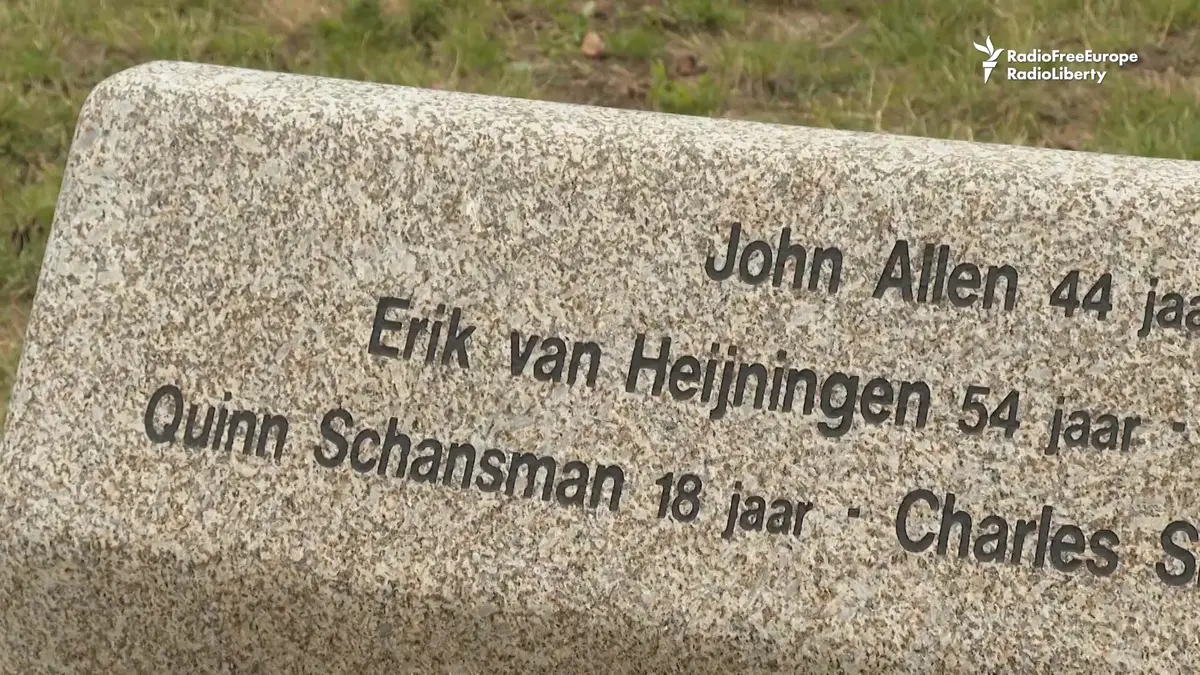 RadioFreeEurope
RadioLiberty
John Allen 44
Erik van Heijningen 54 jaar -
Quinn Schansman 18 jaar - Charles